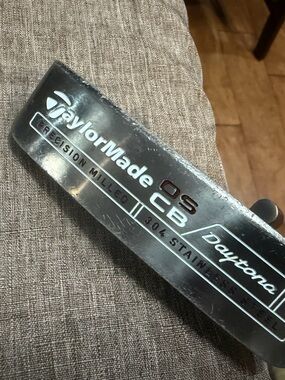 TaylorMade OS
CB
Daytona
PRECISION MILLED 304 STAINLESS STEEL